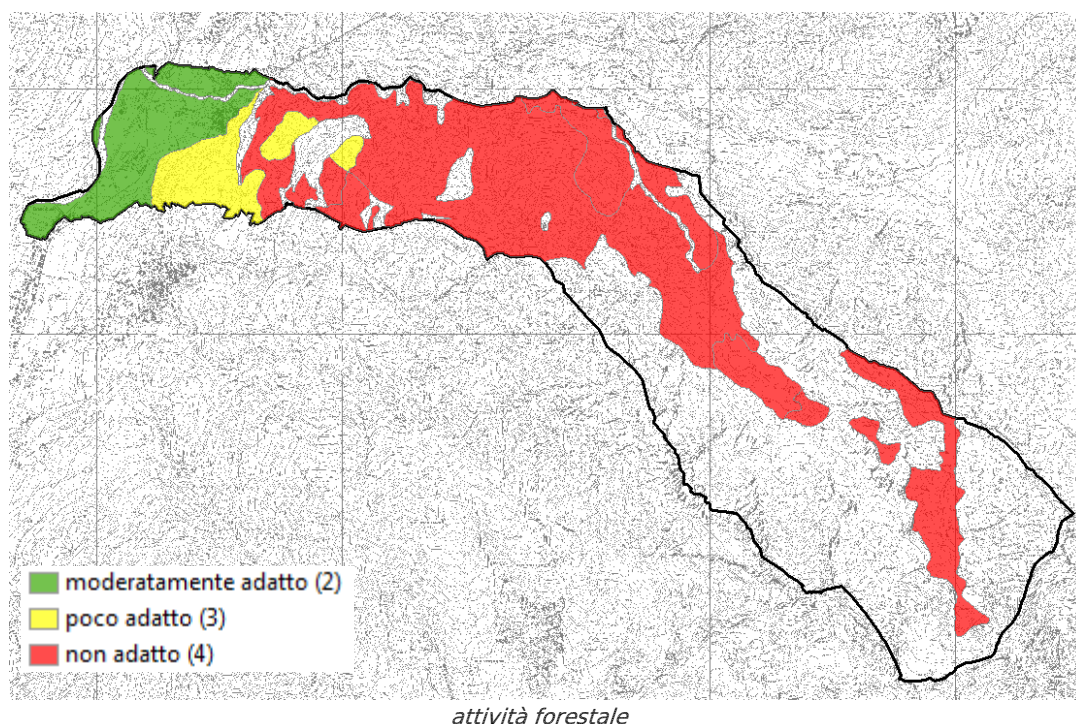 moderatamente adatto (2)
poco adatto (3)
non adatto (4)
attività forestale